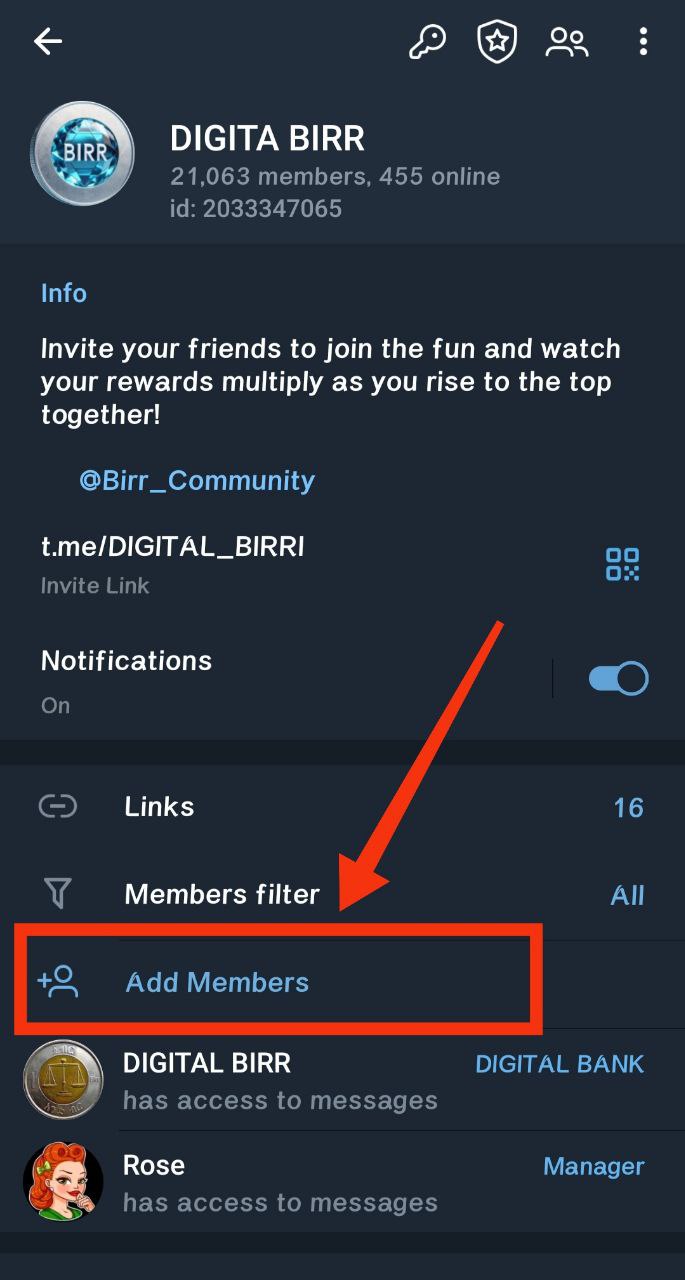 DIGITA BIRR
21,063 members, 455 online
id: 2033347065
BIRR
Info
Invite your friends to join the fun and watch
your rewards multiply as you rise to the top
together!
@Birr_Community
t.me/DIGITAL_BIRRI
Invite Link
Notifications
On
Links 16
Members filter All
Add Members
DIGITAL BIRR DIGITAL BANK
has access to messages
Rose Manager
has access to messages